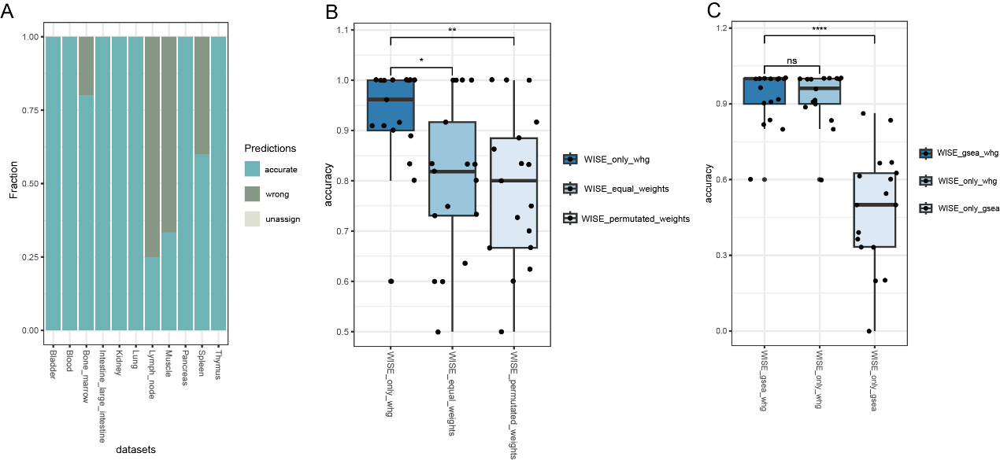 A
1.00
0.75
0.50
0.25
0.00
Fraction
Bladder
Blood
Bone_marrow
Intestine_large_intestine
Kidney
Lung
Lymph_node
Muscle
Pancreas
Spleen
Thymus
datasets
Predictions
accurate
wrong
unassign
B
1.1
1.0
0.9
0.8
0.7
0.6
0.5
accuracy
**
*
WISE_only_whg
WISE_equal_weights
WISE_permutated_weights
WISE_only_whg
WISE_equal_weights
WISE_permutated_weights
C
1.2
0.9
0.6
0.3
0.0
accuracy
****
ns
WISE_gsea_whg
WISE_only_whg
WISE_only_gsea
WISE_gsea_whg
WISE_only_whg
WISE_only_gsea